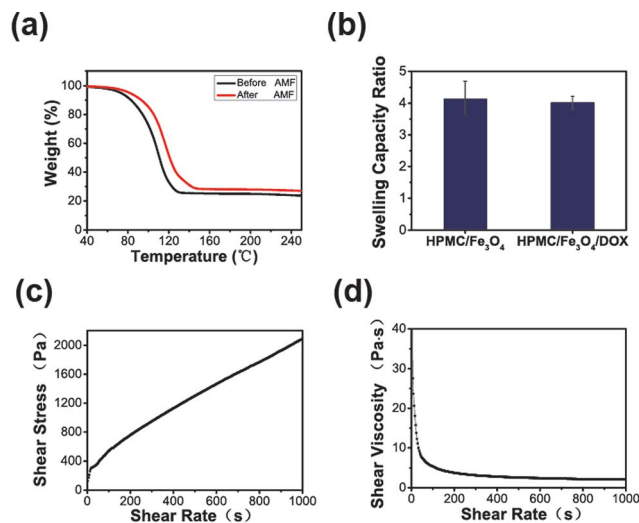 (a)
Weight (%)
100
80
60
40
20
0
Before AMF
After AMF
40 80 120 160 200 240
Temperature (℃)
(b)
Swelling Capacity Ratio
5
4
3
2
1
0
HPMC/Fe₃O₄ HPMC/Fe₃O₄/DOX
(c)
Shear Stress （Pa）
2000
1600
1200
800
400
0
0 200 400 600 800 1000
Shear Rate（s）
(d)
Shear Viscosity （Pa·s）
40
30
20
10
0
0 200 400 600 800 1000
Shear Rate（s）